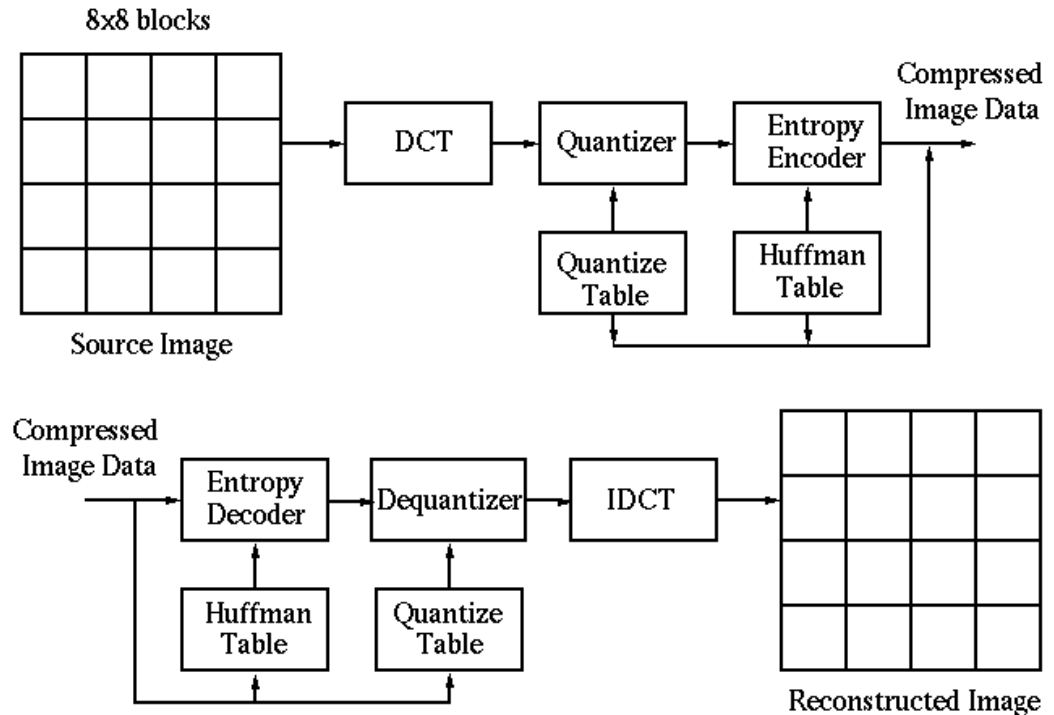 8x8 blocks
DCT
Quantizer
Entropy
Encoder
Compressed
Image Data
Quantize
Table
Huffman
Table
Source Image
Compressed
Image Data
Entropy
Decoder
Dequantizer
IDCT
Huffman
Table
Quantize
Table
Reconstructed Image